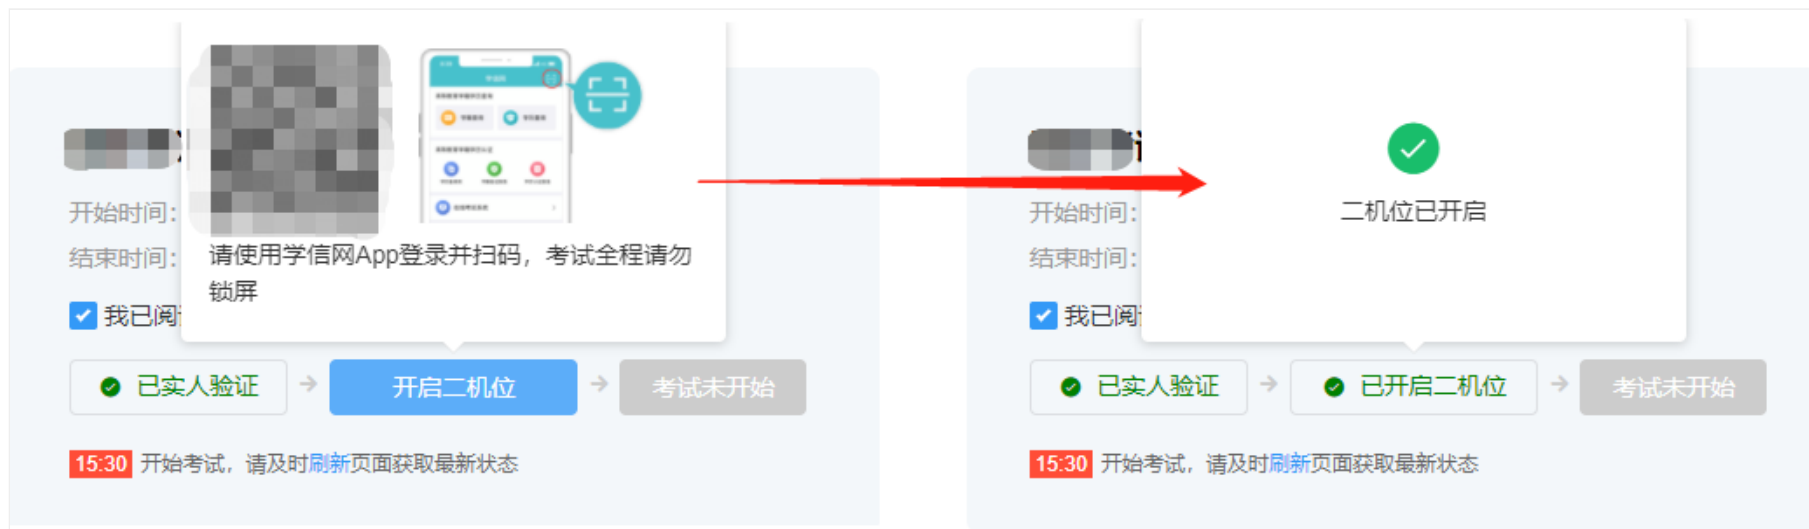 请使用学信网App登录并扫码，考试全程请勿
锁屏
开始时间：
结束时间：
我已阅
已实人验证
开启二机位
考试未开始
15:30 开始考试，请及时刷新页面获取最新状态
二机位已开启
开始时间：
结束时间：
我已阅
已实人验证
已开启二机位
考试未开始
15:30 开始考试，请及时刷新页面获取最新状态